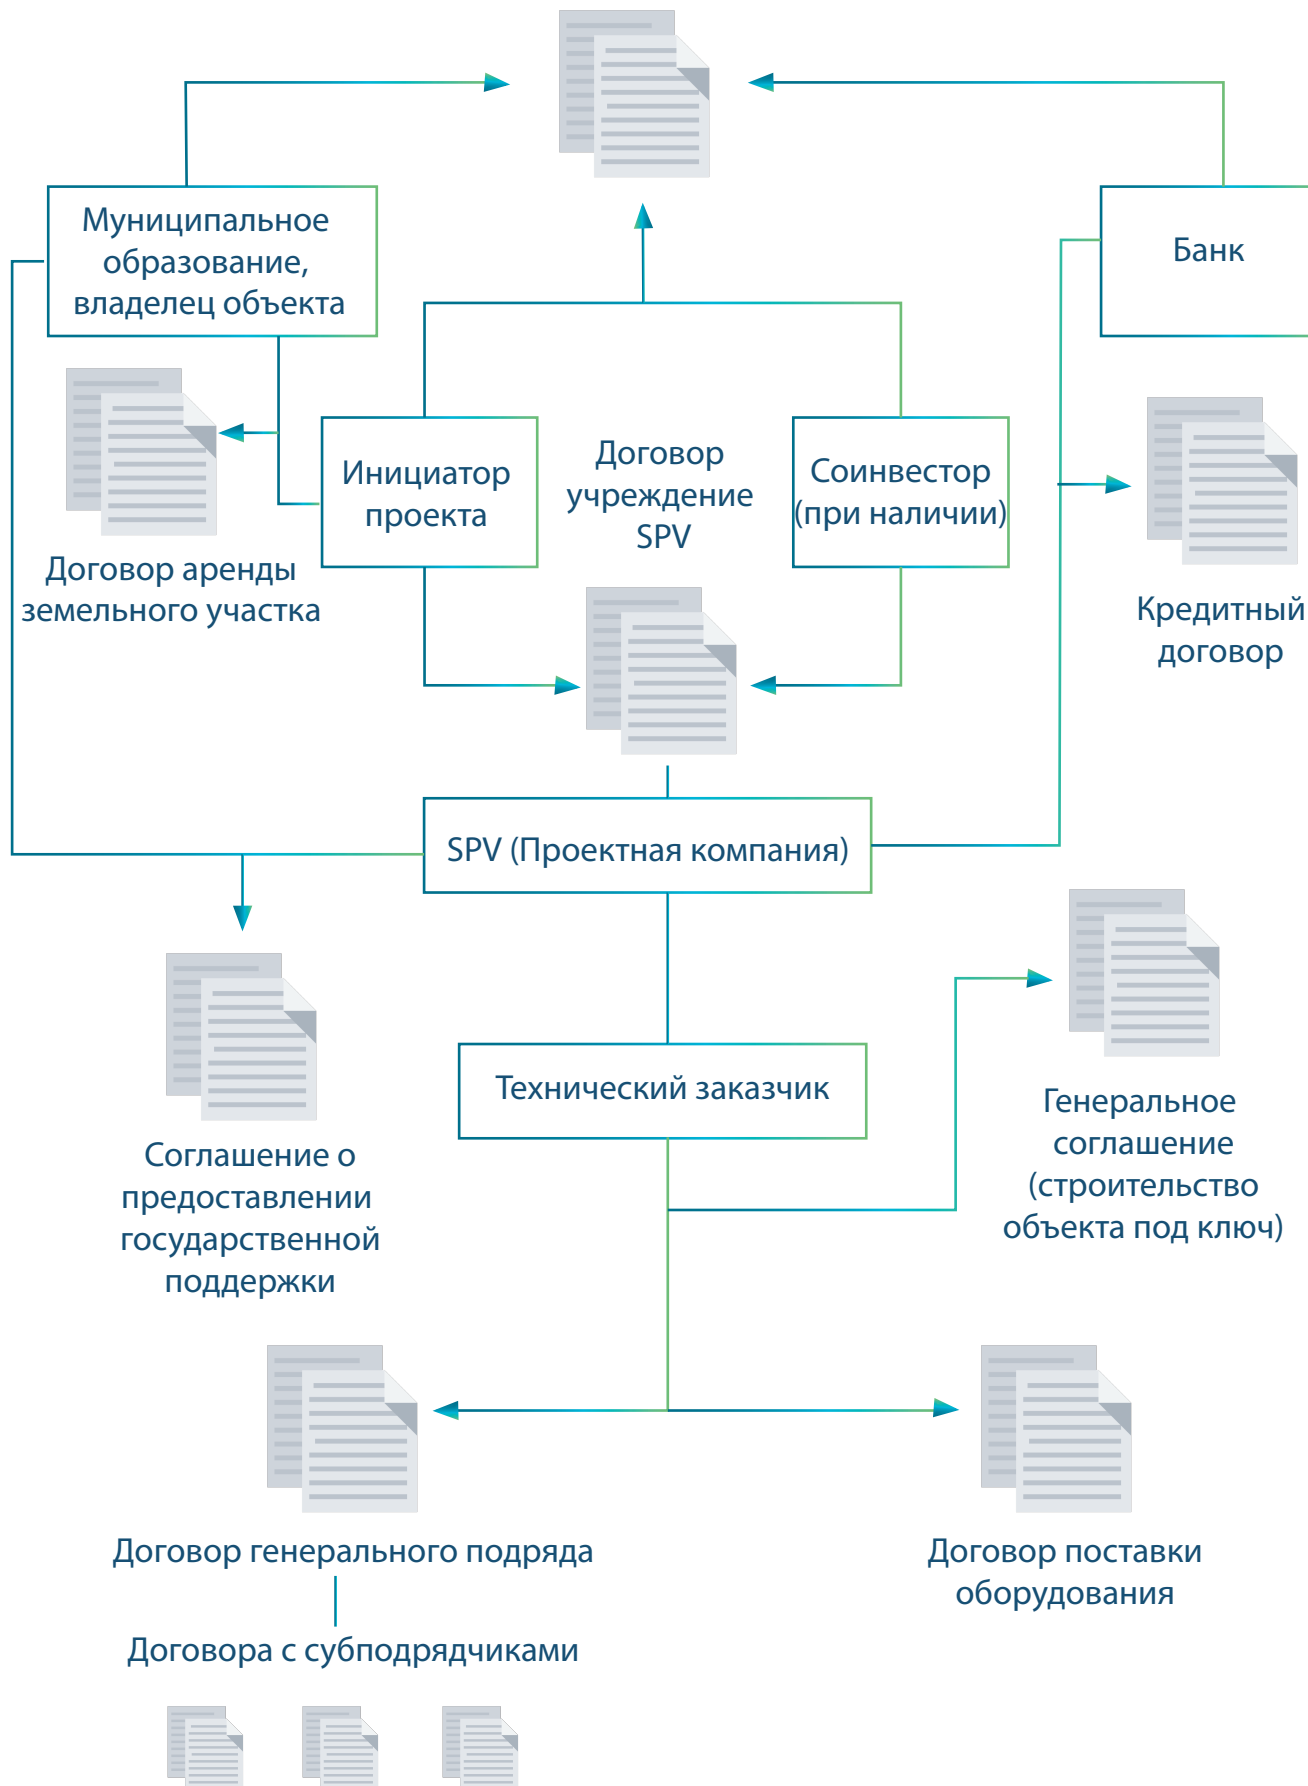 Муниципальное
образование,
владелец объекта
Банк
Инициатор
проекта
Договор
учреждение
SPV
Соинвестор
(при наличии)
Договор аренды
земельного участка
Кредитный
договор
SPV (Проектная компания)
Технический заказчик
Генеральное
соглашение
(строительство
объекта под ключ)
Соглашение о
предоставлении
государственной
поддержки
Договор генерального подряда
Договор поставки
оборудования
Договора с субподрядчиками